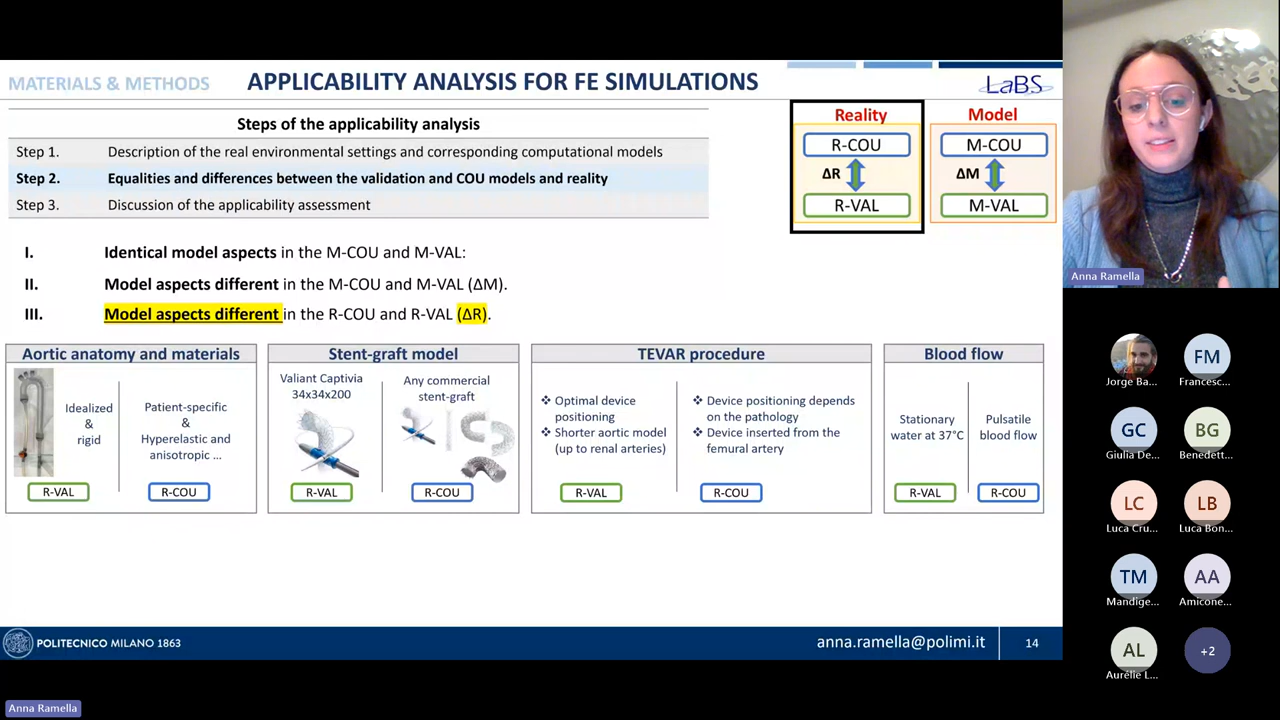 MATERIALS & METHODS
APPLICABILITY ANALYSIS FOR FE SIMULATIONS
LaBS
Steps of the applicability analysis
Step 1. Description of the real environmental settings and corresponding computational models
Step 2. Equalities and differences between the validation and COU models and reality
Step 3. Discussion of the applicability assessment
Reality
R-COU
ΔR
R-VAL
Model
M-COU
ΔM
M-VAL
I. Identical model aspects in the M-COU and M-VAL:
II. Model aspects different in the M-COU and M-VAL (ΔM).
III. Model aspects different in the R-COU and R-VAL (ΔR).
Aortic anatomy and materials
Idealized
&
rigid
R-VAL
Patient-specific
&
Hyperelastic and
anisotropic ...
R-COU
Stent-graft model
Valiant Captivia
34x34x200
R-VAL
Any commercial
stent-graft
R-COU
TEVAR procedure
❖ Optimal device
positioning
❖ Shorter aortic model
(up to renal arteries)
R-VAL
❖ Device positioning depends
on the pathology
❖ Device inserted from the
femoral artery
R-COU
Blood flow
Stationary
water at 37°C
R-VAL
Pulsatile
blood flow
R-COU
POLITECNICO MILANO 1863
anna.ramella@polimi.it
14
Anna Ramella
Jorge Ba...
FM
Francesc...
GC
Giulia De...
BG
Benedett...
LC
Luca Cru...
LB
Luca Bon...
TM
Mandige...
AA
Amicone...
AL
Aurélie L...
+2
Anna Ramella